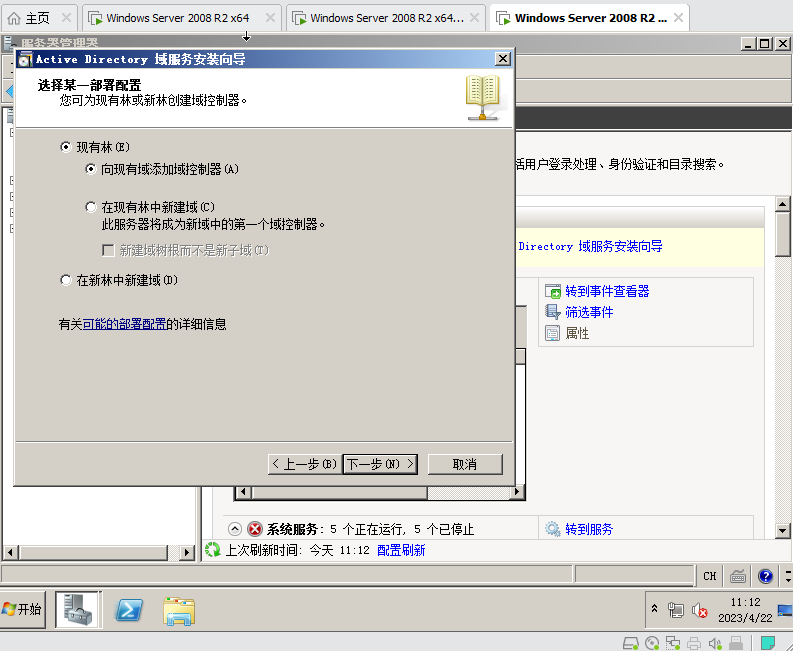 主页
Windows Server 2008 R2 x64
Windows Server 2008 R2 x64...
Windows Server 2008 R2 ...
服务器管理器
Active Directory 域服务安装向导
选择某一部署配置
您可为现有林或新林创建域控制器。
现有林(E)
向现有域添加域控制器(A)
在现有林中新建域(C)
此服务器将成为新域中的第一个域控制器。
新建域树根而不是新子域(T)
在新林中新建域(D)
有关可能的部署配置的详细信息
< 上一步(B)
下一步(N) >
取消
括用户登录处理、身份验证和目录搜索。
Directory 域服务安装向导
转到事件查看器
筛选事件
属性
系统服务: 5 个正在运行, 5 个已停止
转到服务
上次刷新时间: 今天 11:12 配置刷新
CH
开始
11:12
2023/4/22